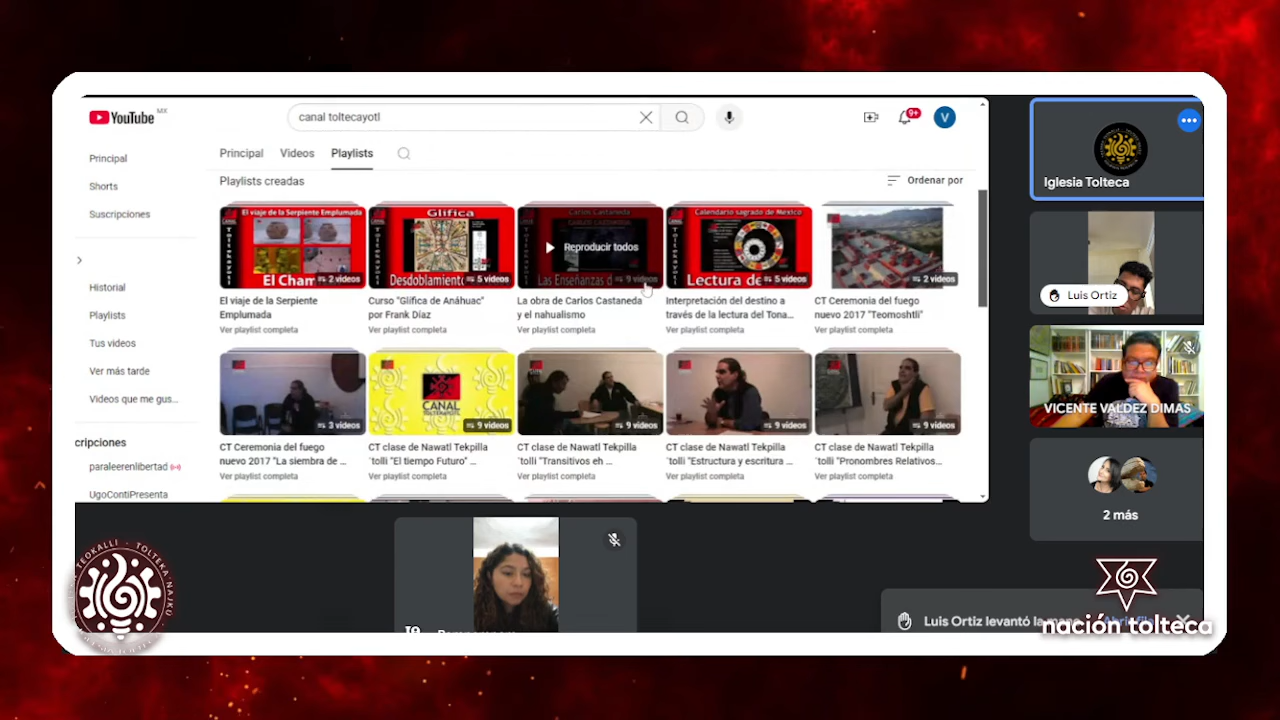 YouTube MX
canal toltecayotl
9+
V
Principal
Shorts
Suscripciones
Historial
Playlists
Tus videos
Ver más tarde
Videos que me gus...
cripciones
paraleerenlibertad
UgoContiPresenta
Principal Videos Playlists
Playlists creadas
Ordenar por
El viaje de la Serpiente Emplumada
El Cham
2 videos
El viaje de la Serpiente
Emplumada
Ver playlist completa
Glífica
Desdoblamiento
5 videos
Curso "Glífica de Anáhuac"
por Frank Díaz
Ver playlist completa
Carlos Castaneda
Reproducir todos
Las Enseñanzas d
9 videos
La obra de Carlos Castaneda
y el nahualismo
Ver playlist completa
Calendario sagrado de Mexico
Lectura de
5 videos
Interpretación del destino a
través de la lectura del Tona...
Ver playlist completa
2 videos
CT Ceremonia del fuego
nuevo 2017 "Teomoshtli"
Ver playlist completa
3 videos
CT Ceremonia del fuego
nuevo 2017 "La siembra de ...
Ver playlist completa
CANAL
TOLTEKAYOTL
9 videos
CT clase de Nawatl Tekpilla
´tolli "El tiempo Futuro" ...
Ver playlist completa
9 videos
CT clase de Nawatl Tekpilla
´tolli "Transitivos eh ...
Ver playlist completa
9 videos
CT clase de Nawatl Tekpilla
´tolli "Estructura y escritura ...
Ver playlist completa
9 videos
CT clase de Nawatl Tekpilla
´tolli "Pronombres Relativos...
Ver playlist completa
Iglesia Tolteca
Luis Ortiz
VICENTE VALDEZ DIMAS
2 más
Luis Ortiz levantó la mano
TEOKALLI · TOLTEKA NAJKU
nación tolteca